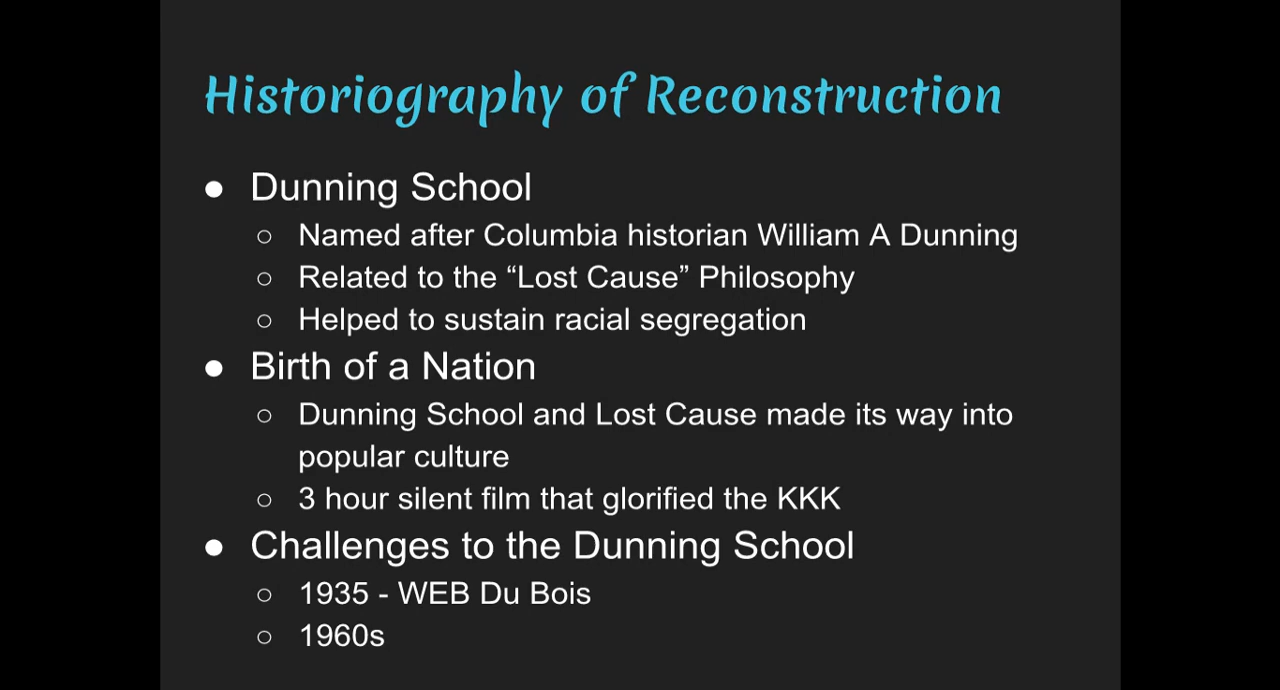 Historiography of Reconstruction
● Dunning School
○ Named after Columbia historian William A Dunning
○ Related to the “Lost Cause” Philosophy
○ Helped to sustain racial segregation
● Birth of a Nation
○ Dunning School and Lost Cause made its way into
popular culture
○ 3 hour silent film that glorified the KKK
● Challenges to the Dunning School
○ 1935 - WEB Du Bois
○ 1960s